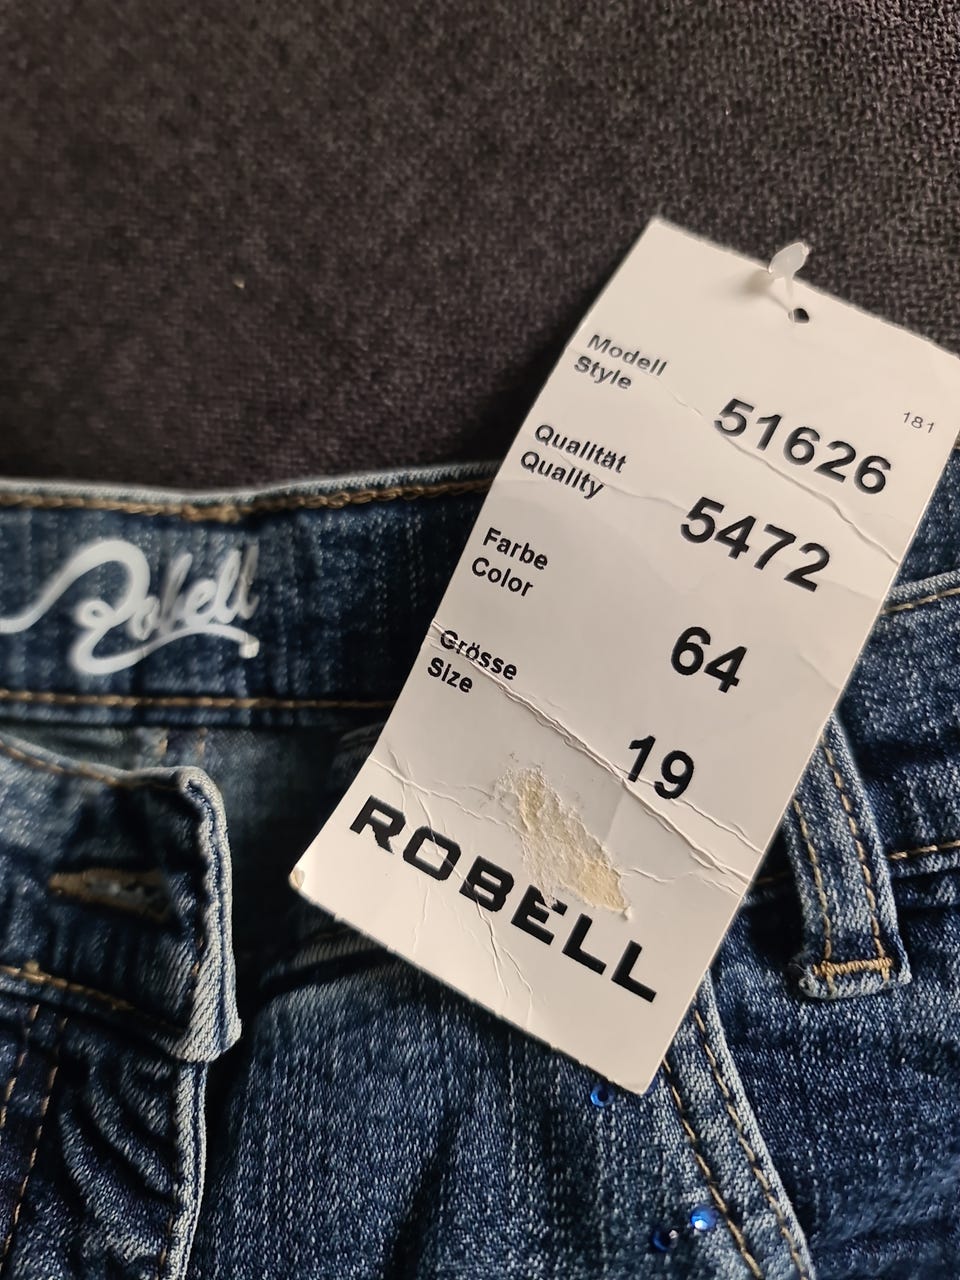 181
Modell
Style
51626
Qualität
Quality
5472
Farbe
Color
64
Grösse
Size
19
ROBELL
Robell